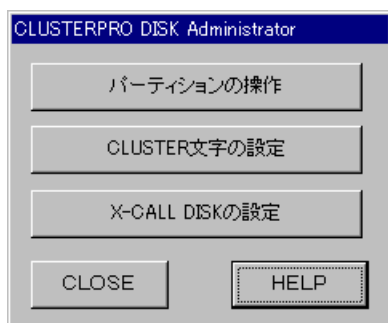 CLUSTERPRO DISK Administrator
パーティションの操作
CLUSTER文字の設定
X-CALL DISKの設定
CLOSE
HELP